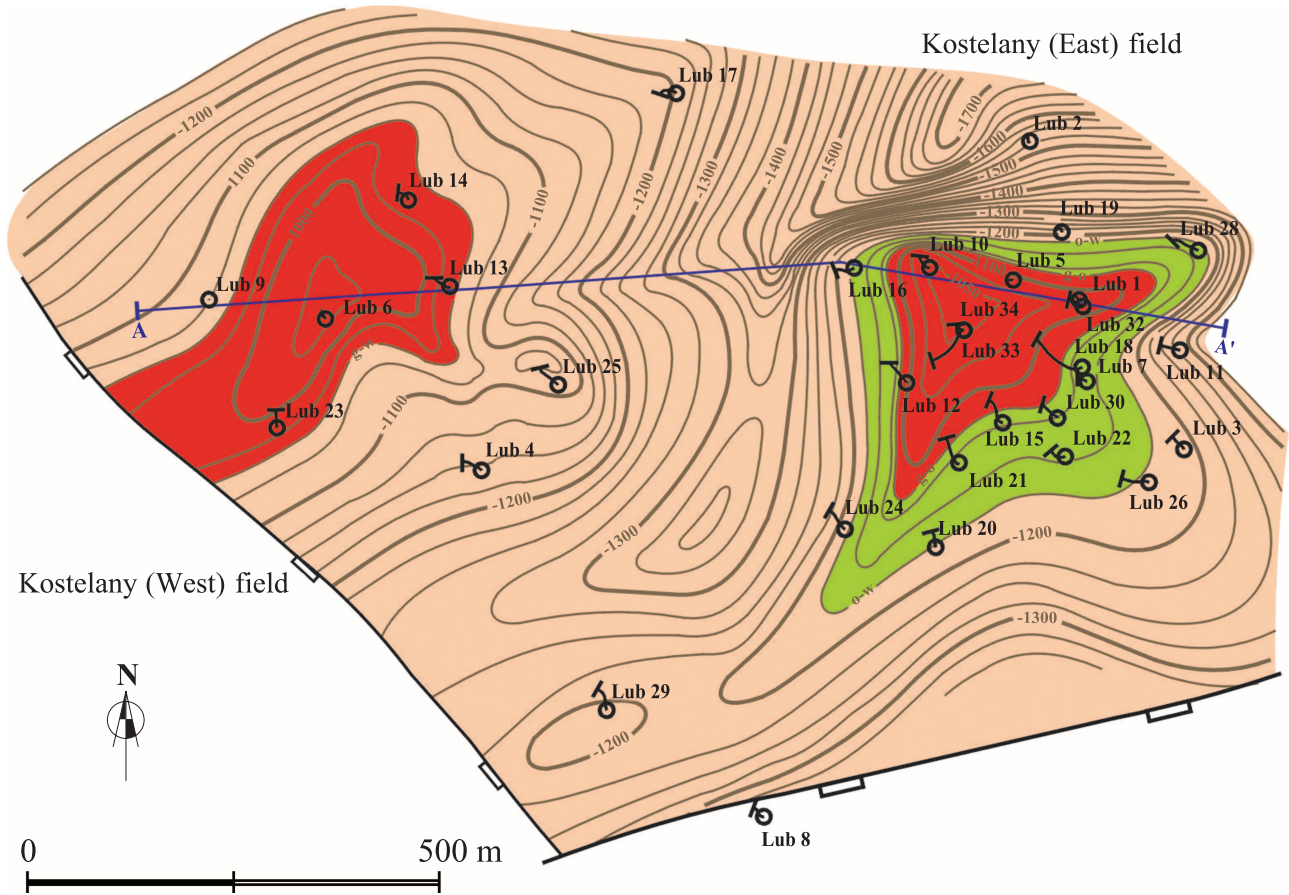 Kostelany (East) field
Lub 17
-1200
-1700
Lub 2
-1600
-1500
-1400
-1500
1100
-1400
-1300
-1200
-1100
Lub 14
-1300
-1200
Lub 19
o-w
Lub 28
1000
Lub 10
1100
Lub 5
g-o
Lub 13
Lub 16
1000
Lub 1
Lub 9
Lub 6
Lub 34
Lub 32
A
A'
g-w
Lub 33
Lub 18
Lub 11
Lub 25
Lub 7
Lub 12
Lub 23
-1100
Lub 30
Lub 15
Lub 3
Lub 4
Lub 22
g-o
Lub 21
Lub 26
-1200
Lub 24
Lub 20
-1200
-1300
Kostelany (West) field
o-w
-1300
N
Lub 29
-1200
Lub 8
0
500 m